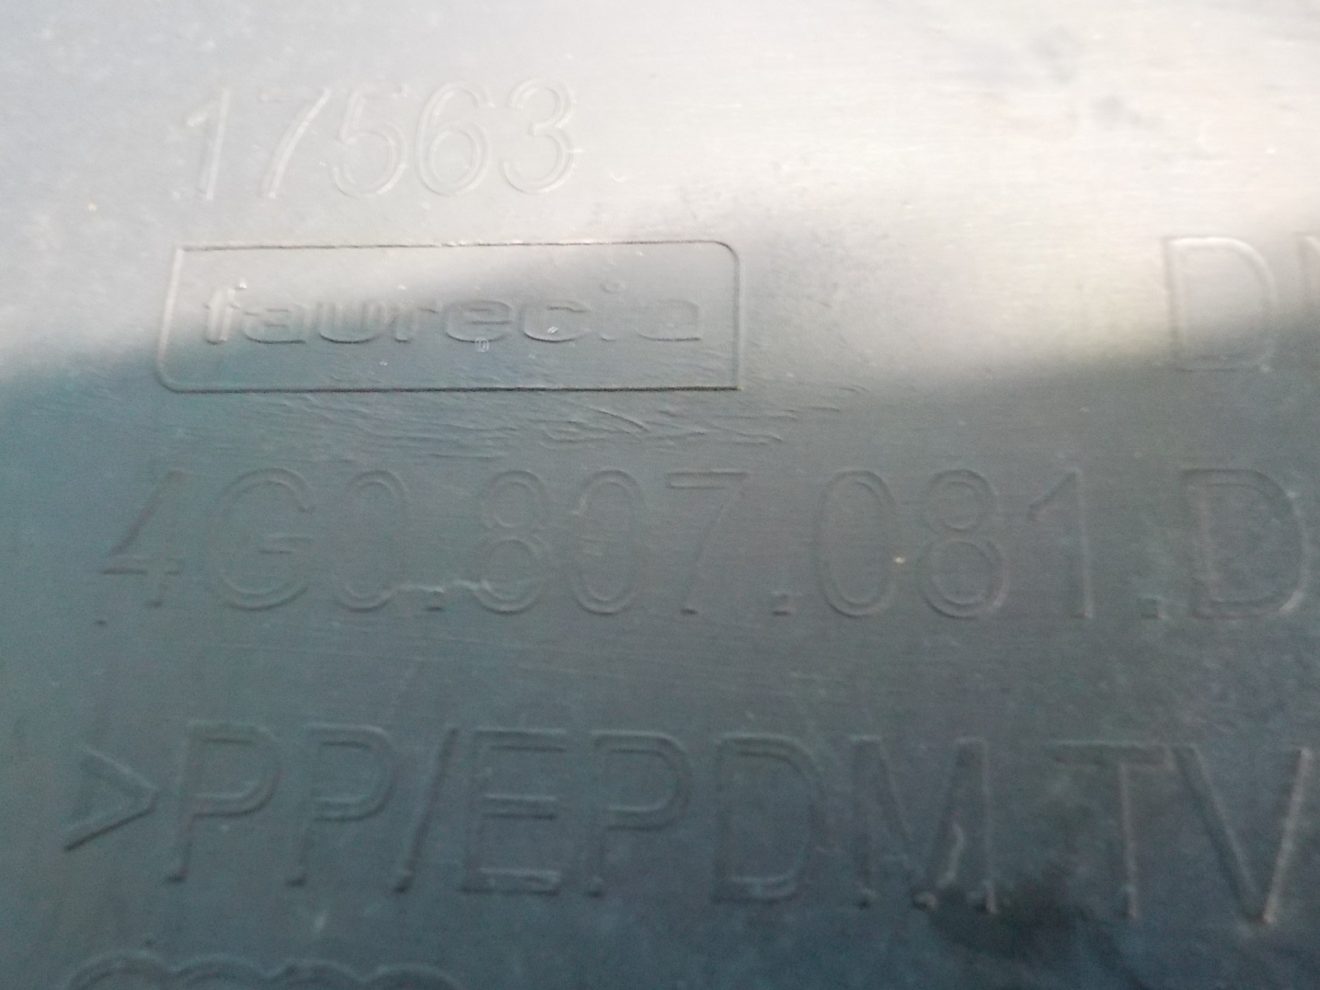 17563
faurecia
D
4G0.807.081.D
>PP/EPDM TV